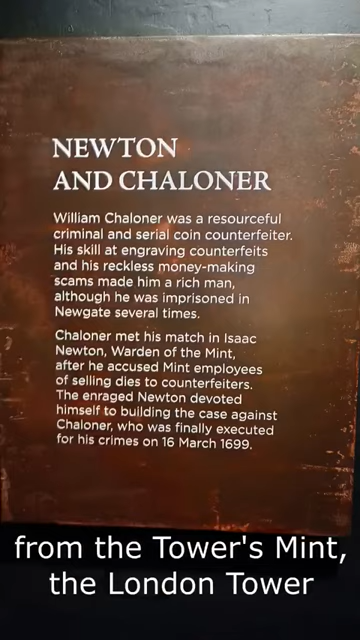 NEWTON
AND CHALONER
William Chaloner was a resourceful
criminal and serial coin counterfeiter.
His skill at engraving counterfeits
and his reckless money-making
scams made him a rich man,
although he was imprisoned in
Newgate several times.
Chaloner met his match in Isaac
Newton, Warden of the Mint,
after he accused Mint employees
of selling dies to counterfeiters.
The enraged Newton devoted
himself to building the case against
Chaloner, who was finally executed
for his crimes on 16 March 1699.
from the Tower's Mint,
the London Tower